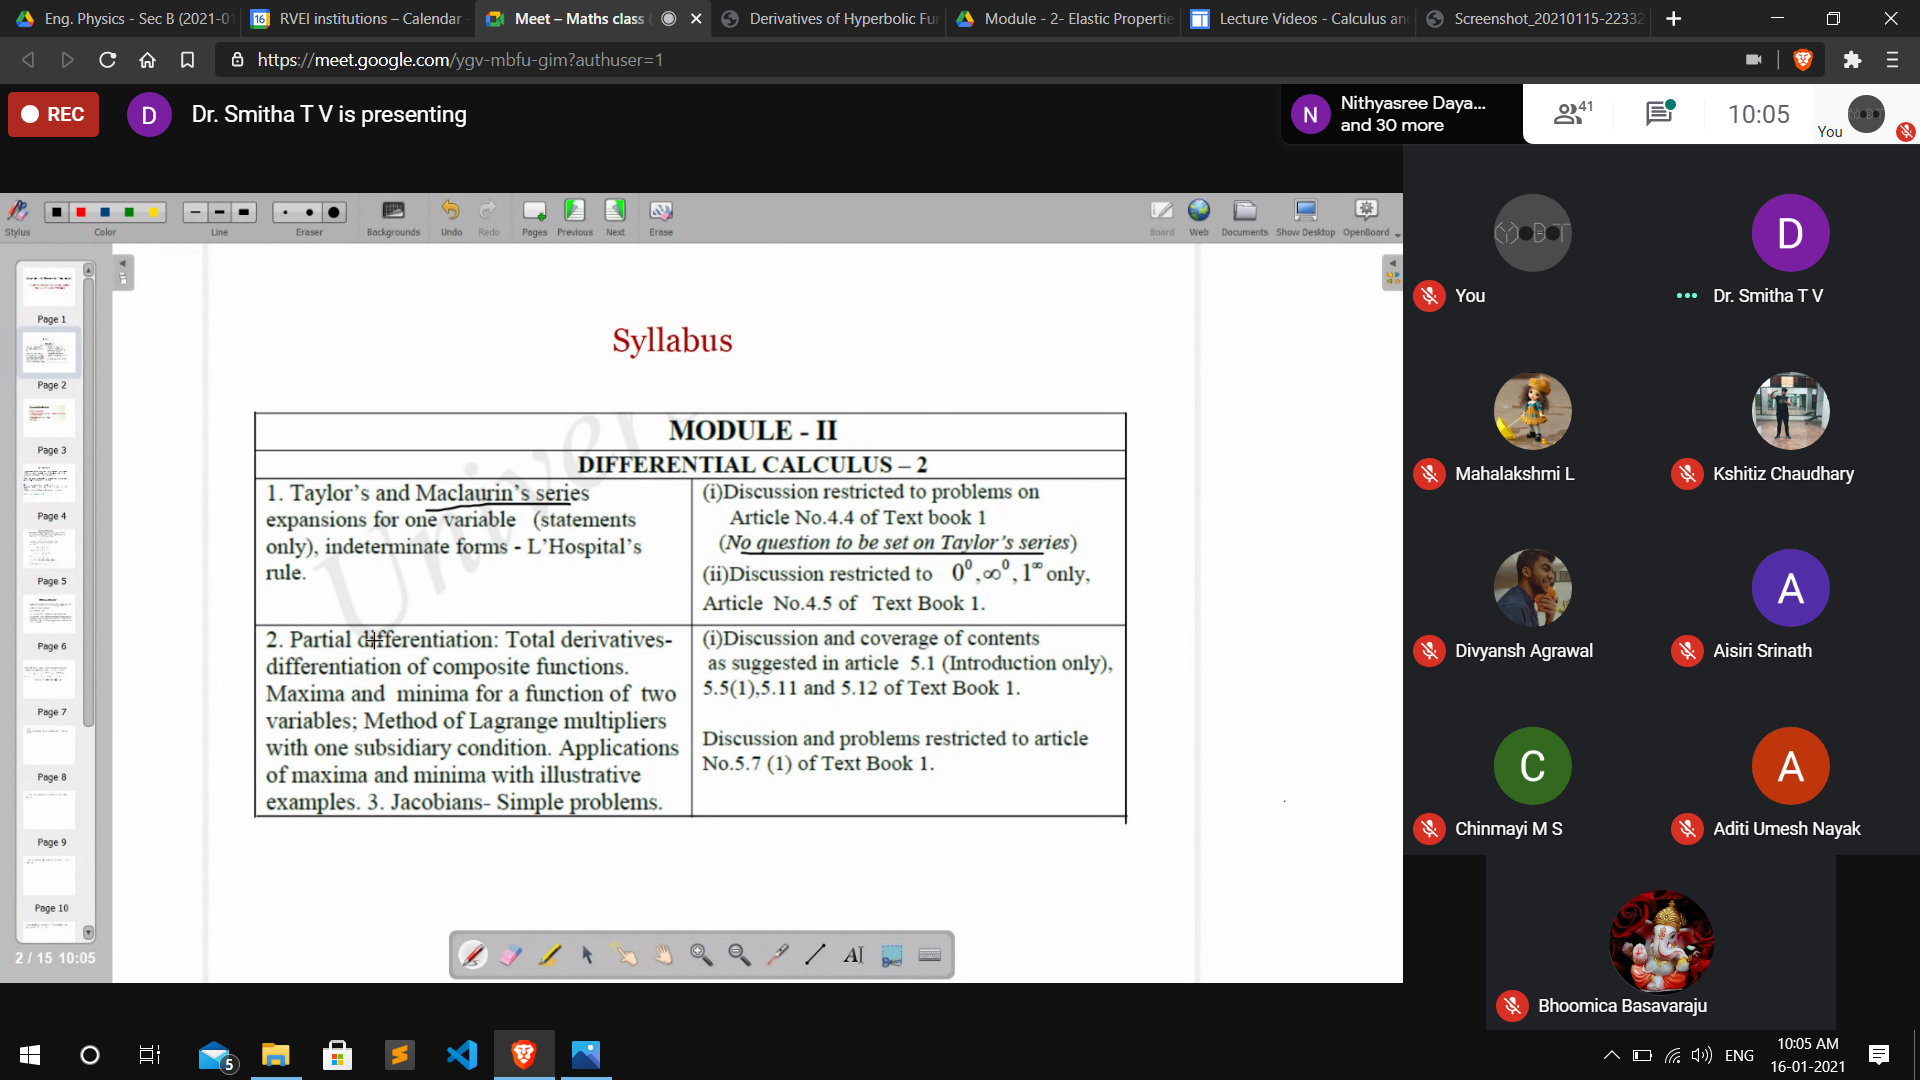 Eng. Physics - Sec B (2021-01
RVEI institutions – Calendar
Meet – Maths class (
Derivatives of Hyperbolic Fur
Module - 2- Elastic Propertie
Lecture Videos - Calculus and
Screenshot_20210115-22332
https://meet.google.com/ygv-mbfu-gim?authuser=1
REC
D
Dr. Smitha T V is presenting
N
Nithyasree Daya...
and 30 more
41
10:05
You
Stylus
Color
Line
Eraser
Backgrounds
Undo
Redo
Pages
Previous
Next
Erase
Board
Web
Documents
Show Desktop
OpenBoard
Page 1
Page 2
Page 3
Page 4
Page 5
Page 6
Page 7
Page 8
Page 9
Page 10
2 / 15 10:05
Syllabus
Univer
MODULE - II
DIFFERENTIAL CALCULUS – 2
1. Taylor's and Maclaurin's series
expansions for one variable (statements
only), indeterminate forms - L'Hospital's
rule.
(i)Discussion restricted to problems on
Article No.4.4 of Text book 1
(No question to be set on Taylor's series)
(ii)Discussion restricted to 0⁰, ∞⁰, 1^∞ only,
Article No.4.5 of Text Book 1.
2. Partial differentiation: Total derivatives-
differentiation of composite functions.
Maxima and minima for a function of two
variables; Method of Lagrange multipliers
with one subsidiary condition. Applications
of maxima and minima with illustrative
examples. 3. Jacobians- Simple problems.
(i)Discussion and coverage of contents
as suggested in article 5.1 (Introduction only),
5.5(1),5.11 and 5.12 of Text Book 1.
Discussion and problems restricted to article
No.5.7 (1) of Text Book 1.
D
You
Dr. Smitha T V
Mahalakshmi L
Kshitiz Chaudhary
A
Divyansh Agrawal
Aisiri Srinath
C
A
Chinmayi M S
Aditi Umesh Nayak
Bhoomica Basavaraju
5
ENG
10:05 AM
16-01-2021